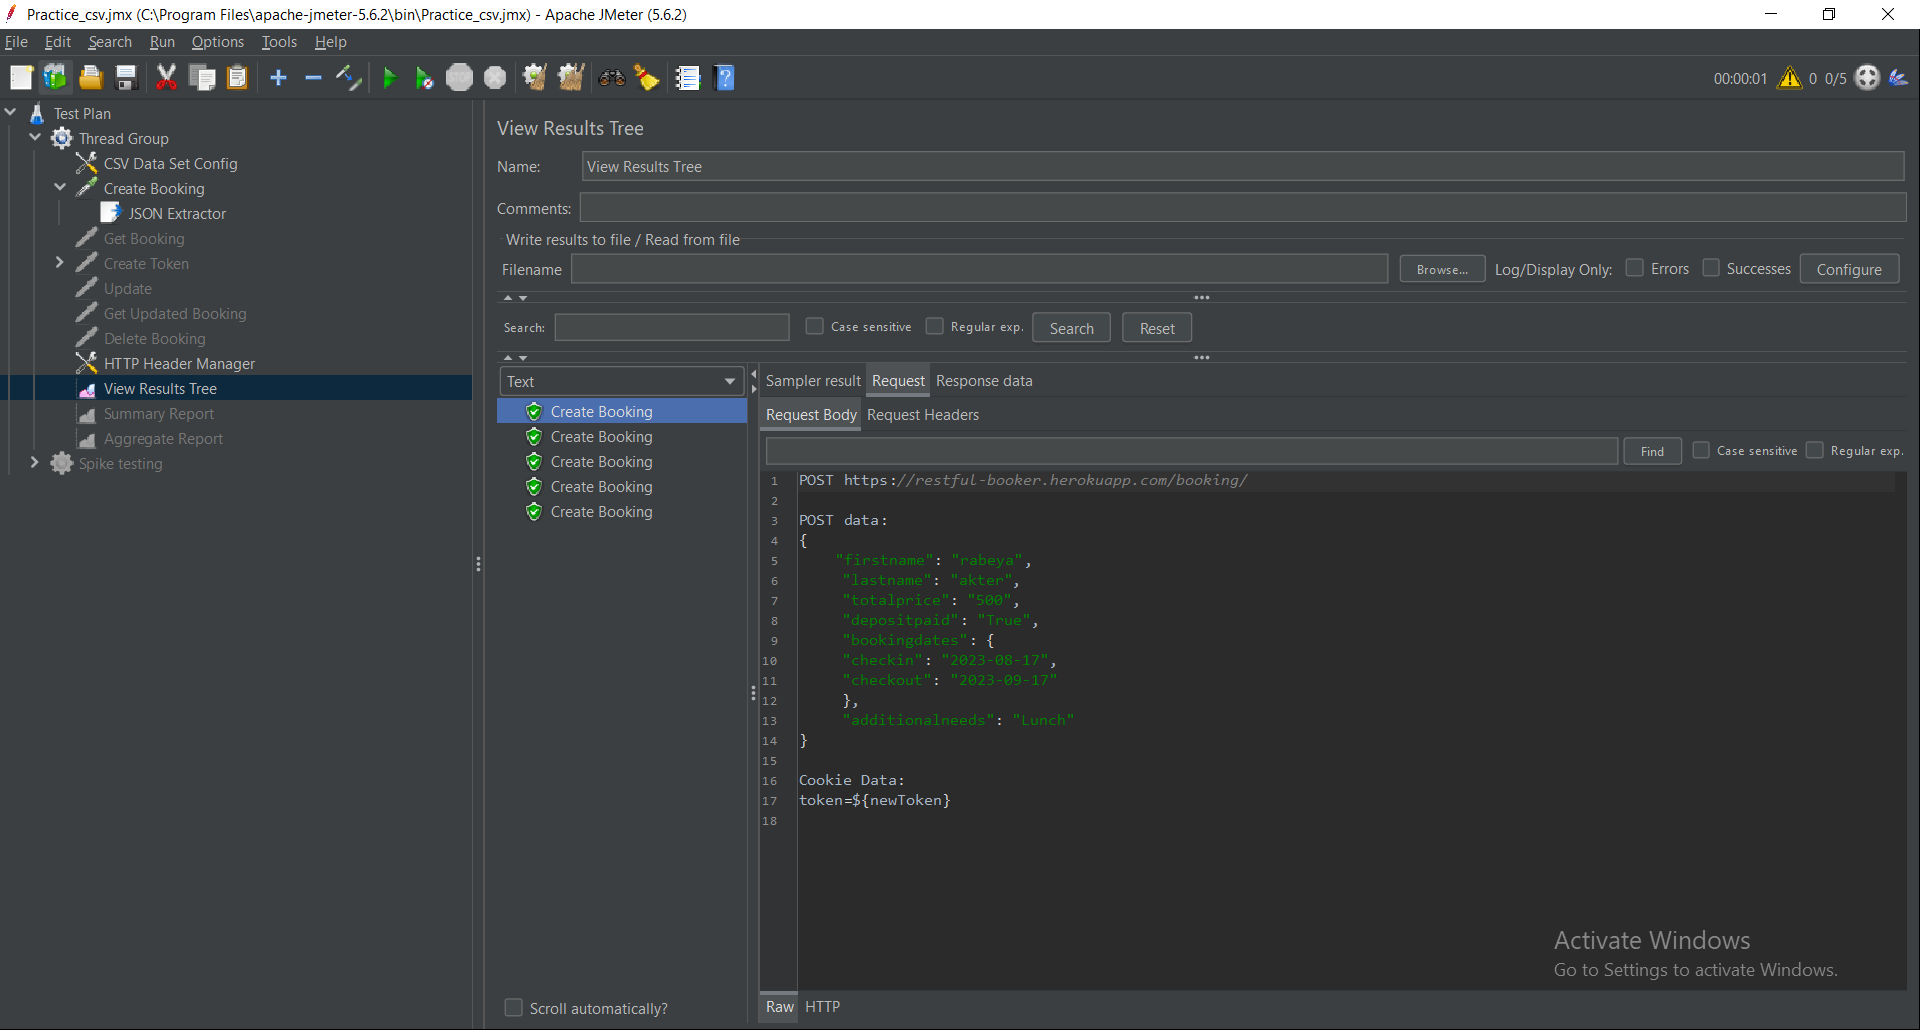 Practice_csv.jmx (C:\Program Files\apache-jmeter-5.6.2\bin\Practice_csv.jmx) - Apache JMeter (5.6.2)
File Edit Search Run Options Tools Help
STOP
00:00:01 0 0/5
Test Plan
Thread Group
CSV Data Set Config
Create Booking
JSON Extractor
Get Booking
Create Token
Update
Get Updated Booking
Delete Booking
HTTP Header Manager
View Results Tree
Summary Report
Aggregate Report
Spike testing
View Results Tree
Name: View Results Tree
Comments:
Write results to file / Read from file
Filename Browse... Log/Display Only: Errors Successes Configure
Search: Case sensitive Regular exp. Search Reset
Text
Create Booking
Create Booking
Create Booking
Create Booking
Create Booking
Scroll automatically?
Sampler result Request Response data
Request Body Request Headers
Find Case sensitive Regular exp.
1 POST https://restful-booker.herokuapp.com/booking/
2
3 POST data:
4 {
5 "firstname": "rabeya",
6 "lastname": "akter",
7 "totalprice": "500",
8 "depositpaid": "True",
9 "bookingdates": {
10 "checkin": "2023-08-17",
11 "checkout": "2023-09-17"
12 },
13 "additionalneeds": "Lunch"
14 }
15
16 Cookie Data:
17 token=${newToken}
18
Activate Windows
Go to Settings to activate Windows.
Raw HTTP